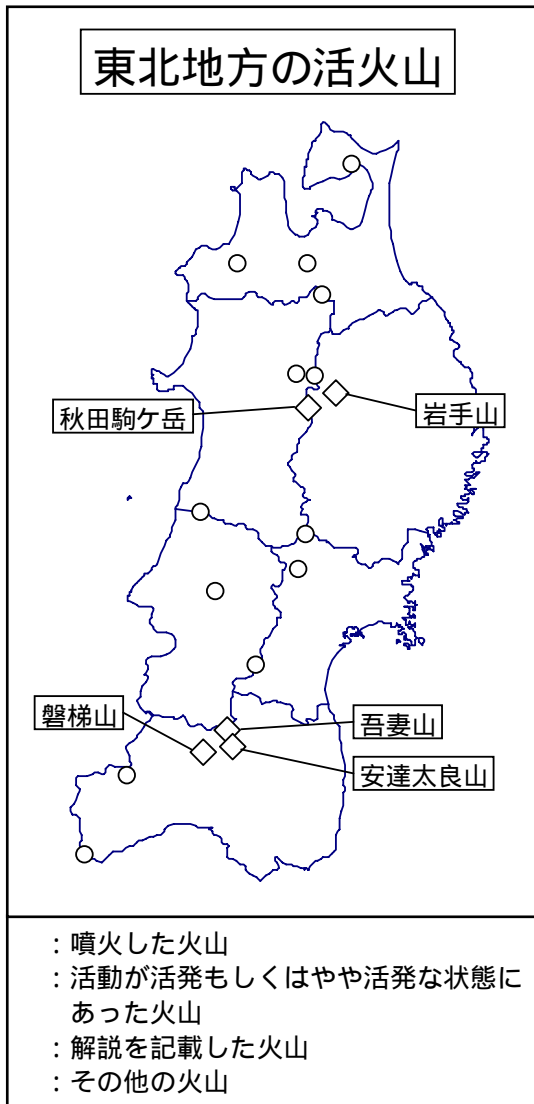 東北地方の活火山
秋田駒ケ岳
岩手山
磐梯山
吾妻山
安達太良山
：噴火した火山
：活動が活発もしくはやや活発な状態に
あった火山
：解説を記載した火山
：その他の火山